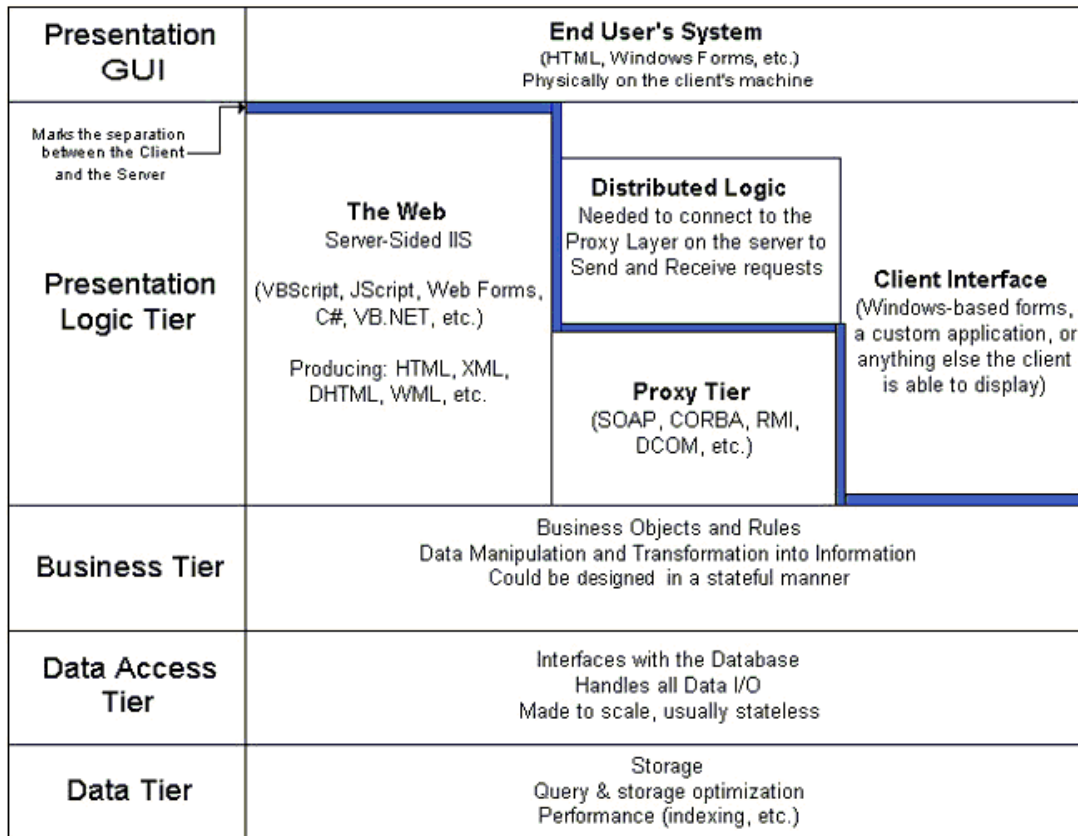 Presentation
GUI
End User's System
(HTML, Windows Forms, etc.)
Physically on the client's machine
Marks the separation
between the Client
and the Server
Presentation
Logic Tier
The Web
Server-Sided IIS
(VBScript, JScript, Web Forms,
C#, VB.NET, etc.)
Producing: HTML, XML,
DHTML, WML, etc.
Distributed Logic
Needed to connect to the
Proxy Layer on the server to
Send and Receive requests
Proxy Tier
(SOAP, CORBA, RMI,
DCOM, etc.)
Client Interface
(Windows-based forms,
a custom application, or
anything else the client
is able to display)
Business Tier
Business Objects and Rules
Data Manipulation and Transformation into Information
Could be designed in a stateful manner
Data Access
Tier
Interfaces with the Database
Handles all Data I/O
Made to scale, usually stateless
Data Tier
Storage
Query & storage optimization
Performance (indexing, etc.)